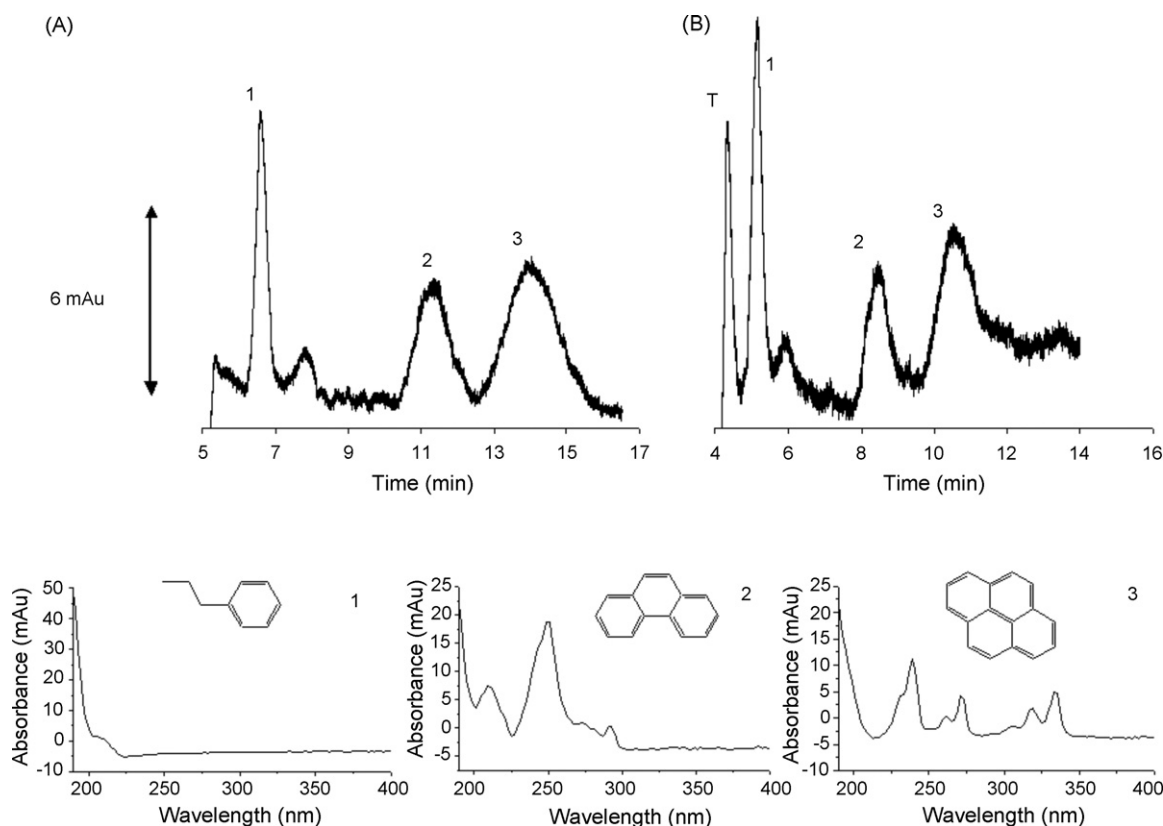 (A)
1
2
3
6 mAu
5 7 9 11 13 15 17
Time (min)
(B)
T
1
2
3
4 6 8 10 12 14 16
Time (min)
Absorbance (mAu)
50
40
30
20
10
0
-10
1
200 250 300 350 400
Wavelength (nm)
Absorbance (mAu)
25
20
15
10
5
0
-5
-10
2
200 250 300 350 400
Wavelength (nm)
Absorbance (mAu)
25
20
15
10
5
0
-5
-10
3
200 250 300 350 400
Wavelength (nm)